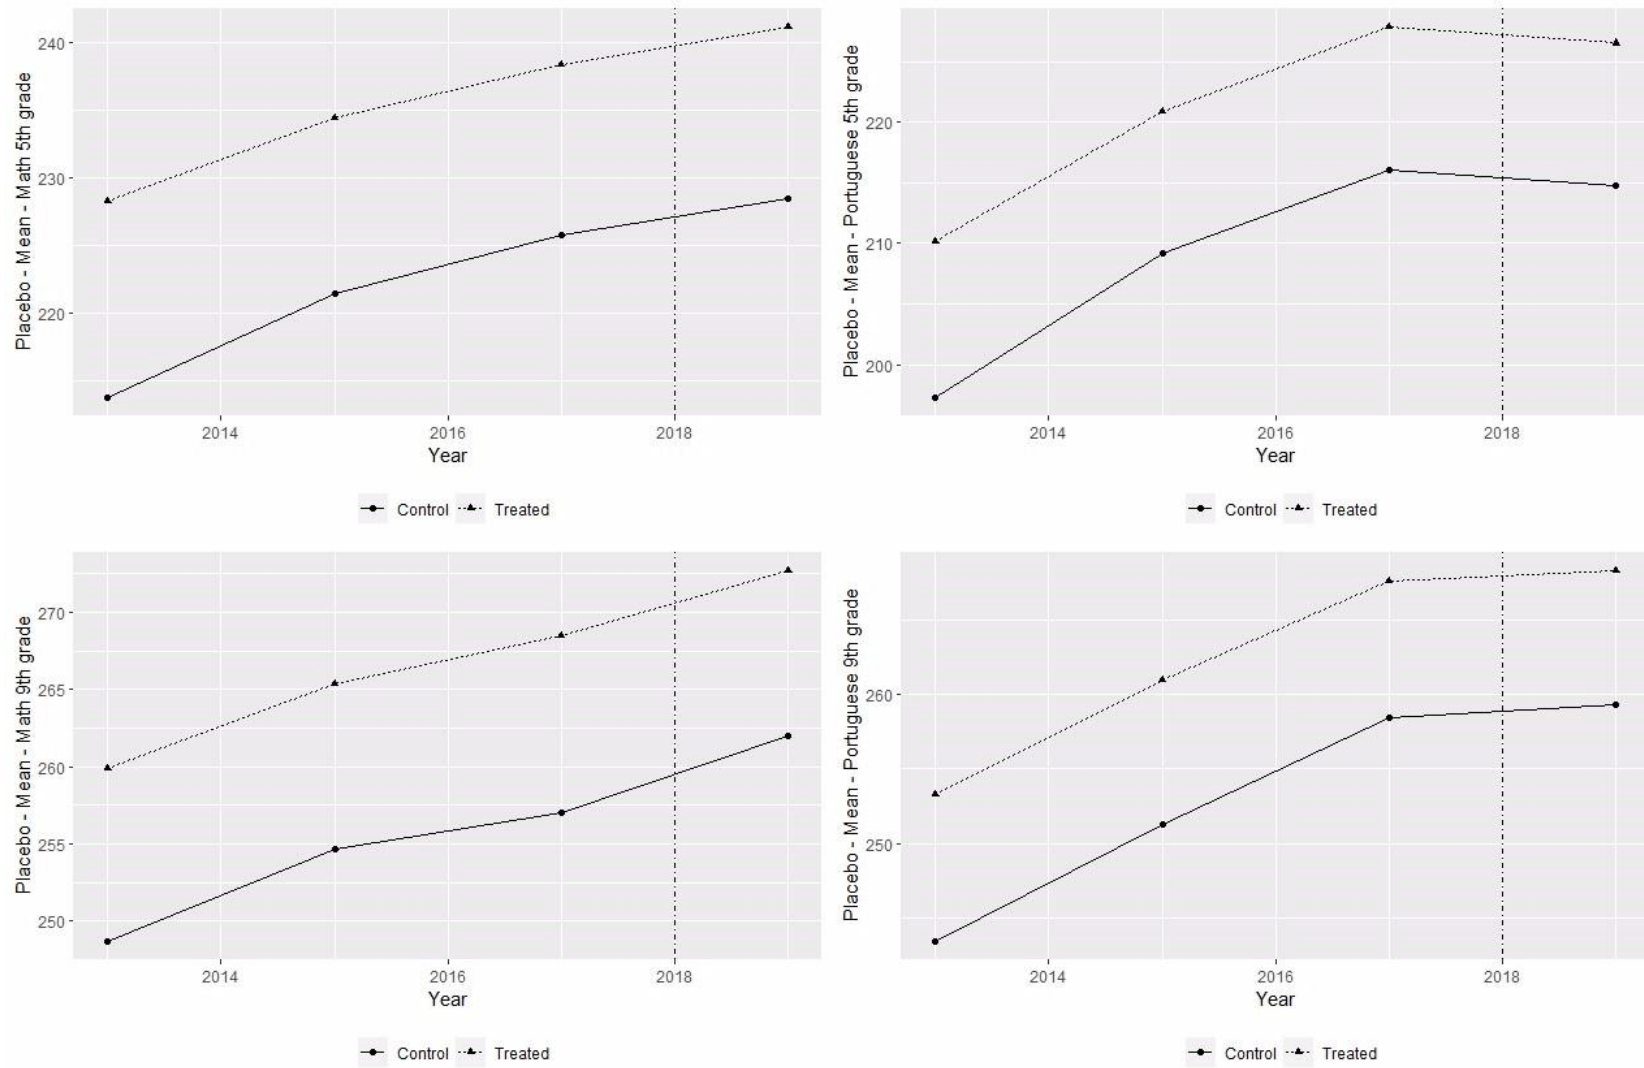 Placebo - Mean - Math 5th grade
240
230
220
2014 2016 2018
Year
Control Treated
Placebo - Mean - Portuguese 5th grade
220
210
200
2014 2016 2018
Year
Control Treated
Placebo - Mean - Math 9th grade
270
265
260
255
250
2014 2016 2018
Year
Control Treated
Placebo - Mean - Portuguese 9th grade
260
250
2014 2016 2018
Year
Control Treated